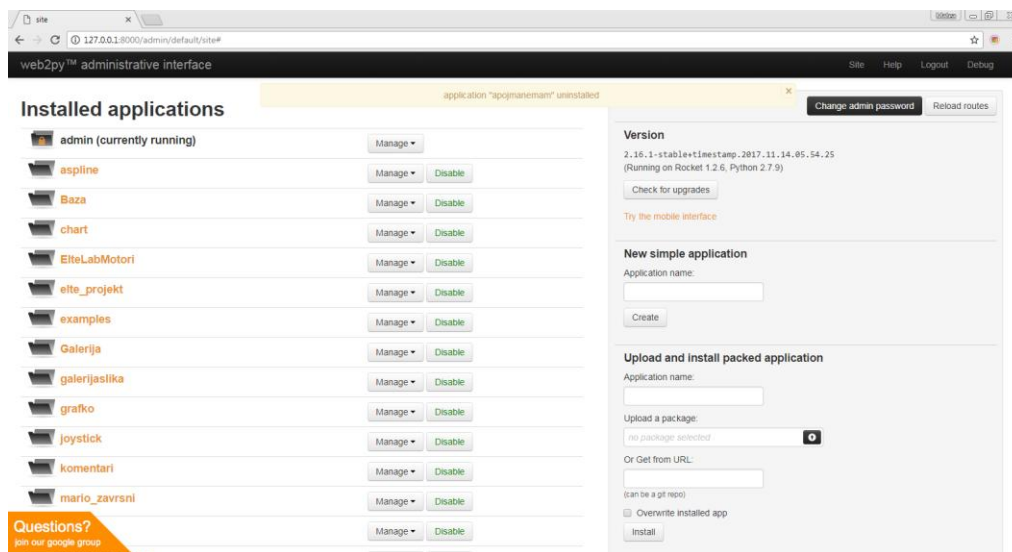 site
127.0.0.1:8000/admin/default/site#
web2py™ administrative interface
Site Help Logout Debug
application "apojmanemam" uninstalled ×
Installed applications
Change admin password Reload routes
admin (currently running) Manage
aspline Manage Disable
Baza Manage Disable
chart Manage Disable
ElteLabMotori Manage Disable
elte_projekt Manage Disable
examples Manage Disable
Galerija Manage Disable
galerijaslika Manage Disable
grafko Manage Disable
joystick Manage Disable
komentari Manage Disable
mario_zavrsni Manage Disable
Manage Disable
Questions?
join our google group
Version
2.16.1-stable+timestamp.2017.11.14.05.54.25
(Running on Rocket 1.2.6, Python 2.7.9)
Check for upgrades
Try the mobile interface
New simple application
Application name:
Create
Upload and install packed application
Application name:
Upload a package:
no package selected
Or Get from URL:
(can be a git repo)
Overwrite installed app
Install